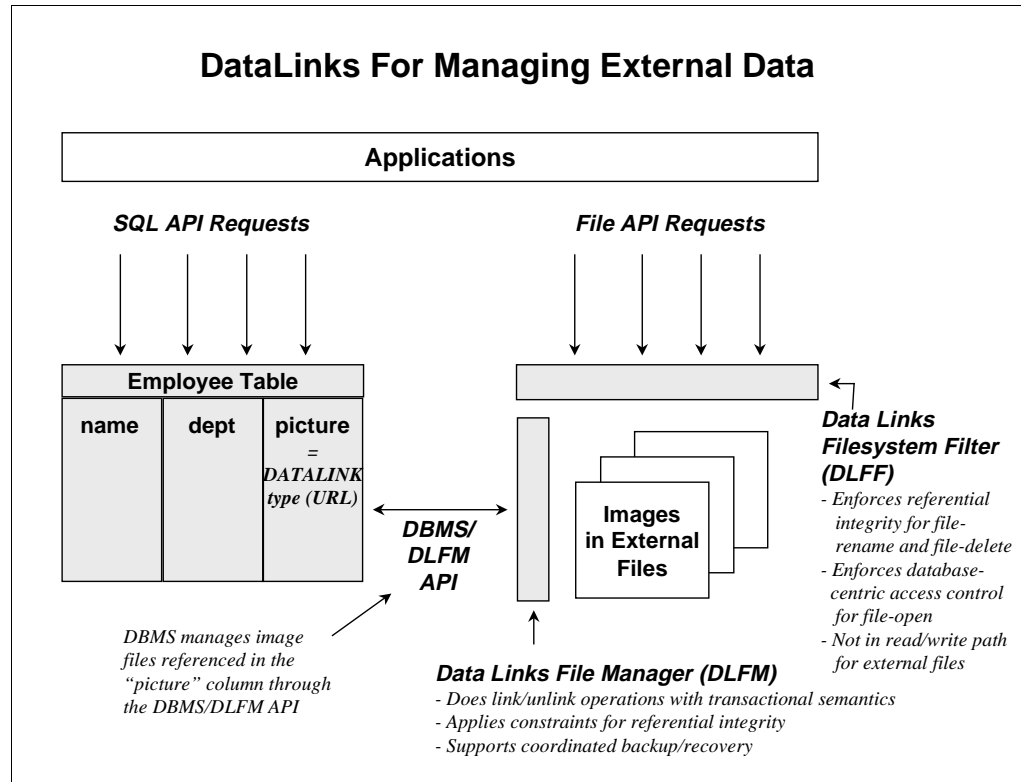 DataLinks For Managing External Data
Applications
SQL API Requests
File API Requests
Employee Table
name
dept
picture
=
DATALINK
type (URL)
DBMS/
DLFM
API
Images
in External
Files
Data Links
Filesystem Filter
(DLFF)
- Enforces referential
integrity for file-
rename and file-delete
- Enforces database-
centric access control
for file-open
- Not in read/write path
for external files
DBMS manages image
files referenced in the
“picture” column through
the DBMS/DLFM API
Data Links File Manager (DLFM)
- Does link/unlink operations with transactional semantics
- Applies constraints for referential integrity
- Supports coordinated backup/recovery